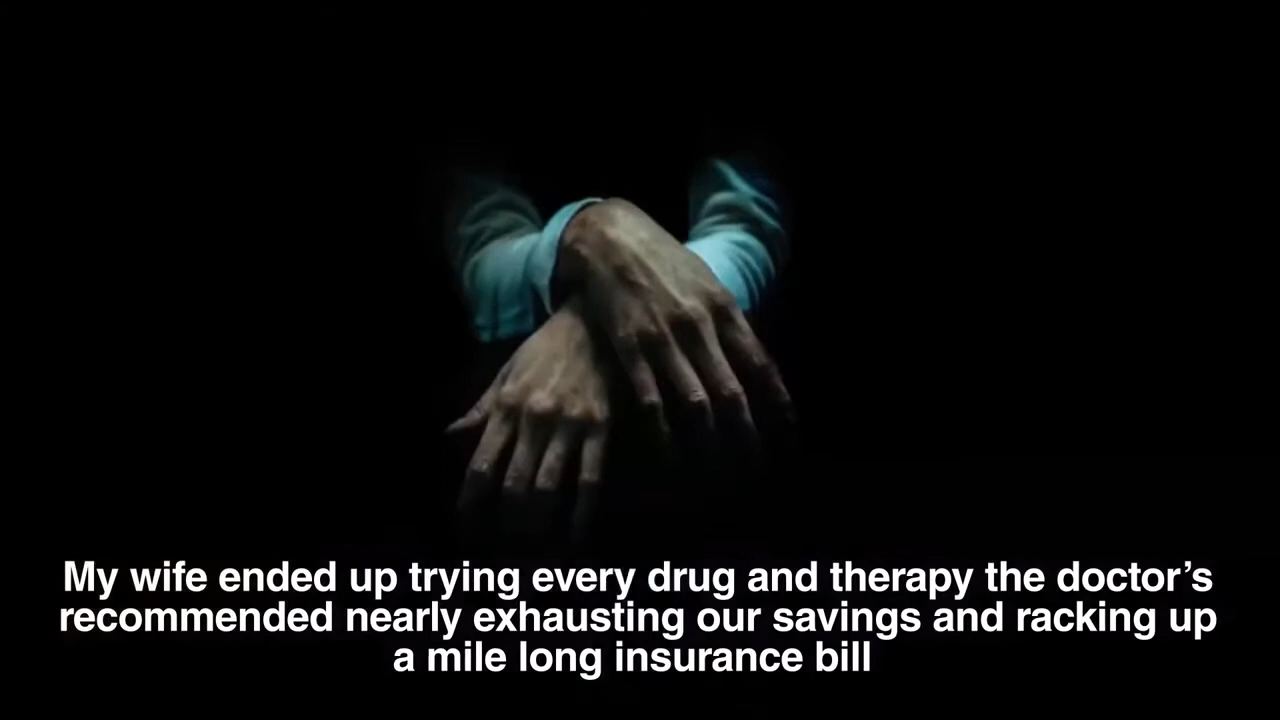 My wife ended up trying every drug and therapy the doctor’s
recommended nearly exhausting our savings and racking up
a mile long insurance bill